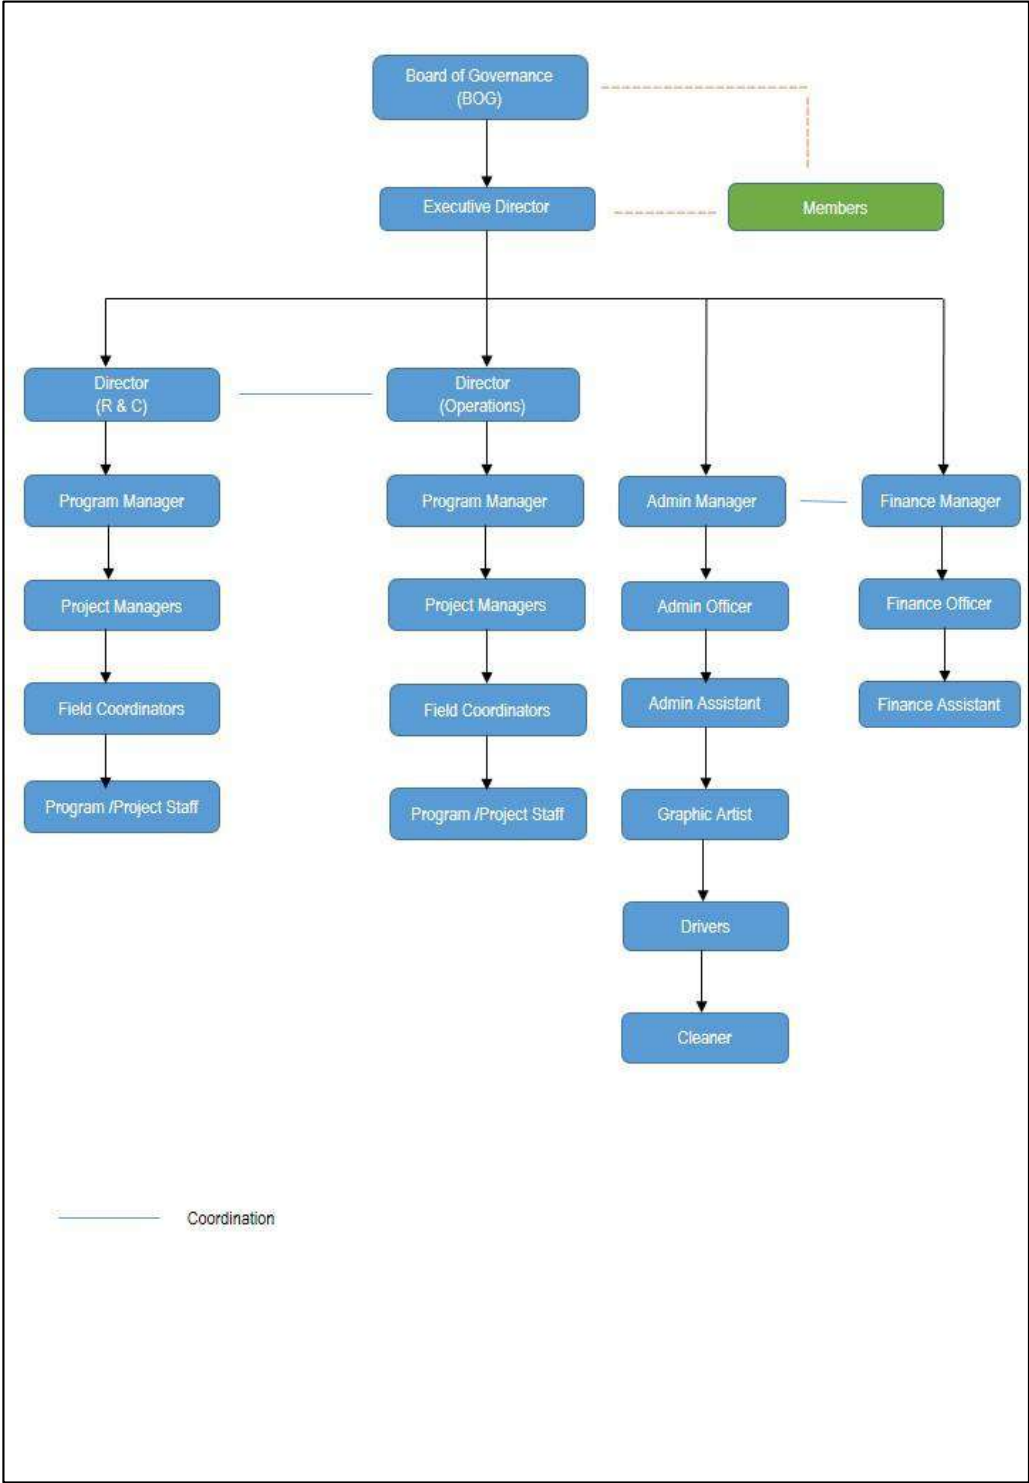 Board of Governance
(BOG)
Executive Director
Members
Director
(R & C)
Director
(Operations)
Program Manager
Program Manager
Admin Manager
Finance Manager
Project Managers
Project Managers
Admin Officer
Finance Officer
Field Coordinators
Field Coordinators
Admin Assistant
Finance Assistant
Program /Project Staff
Program /Project Staff
Graphic Artist
Drivers
Cleaner
Coordination